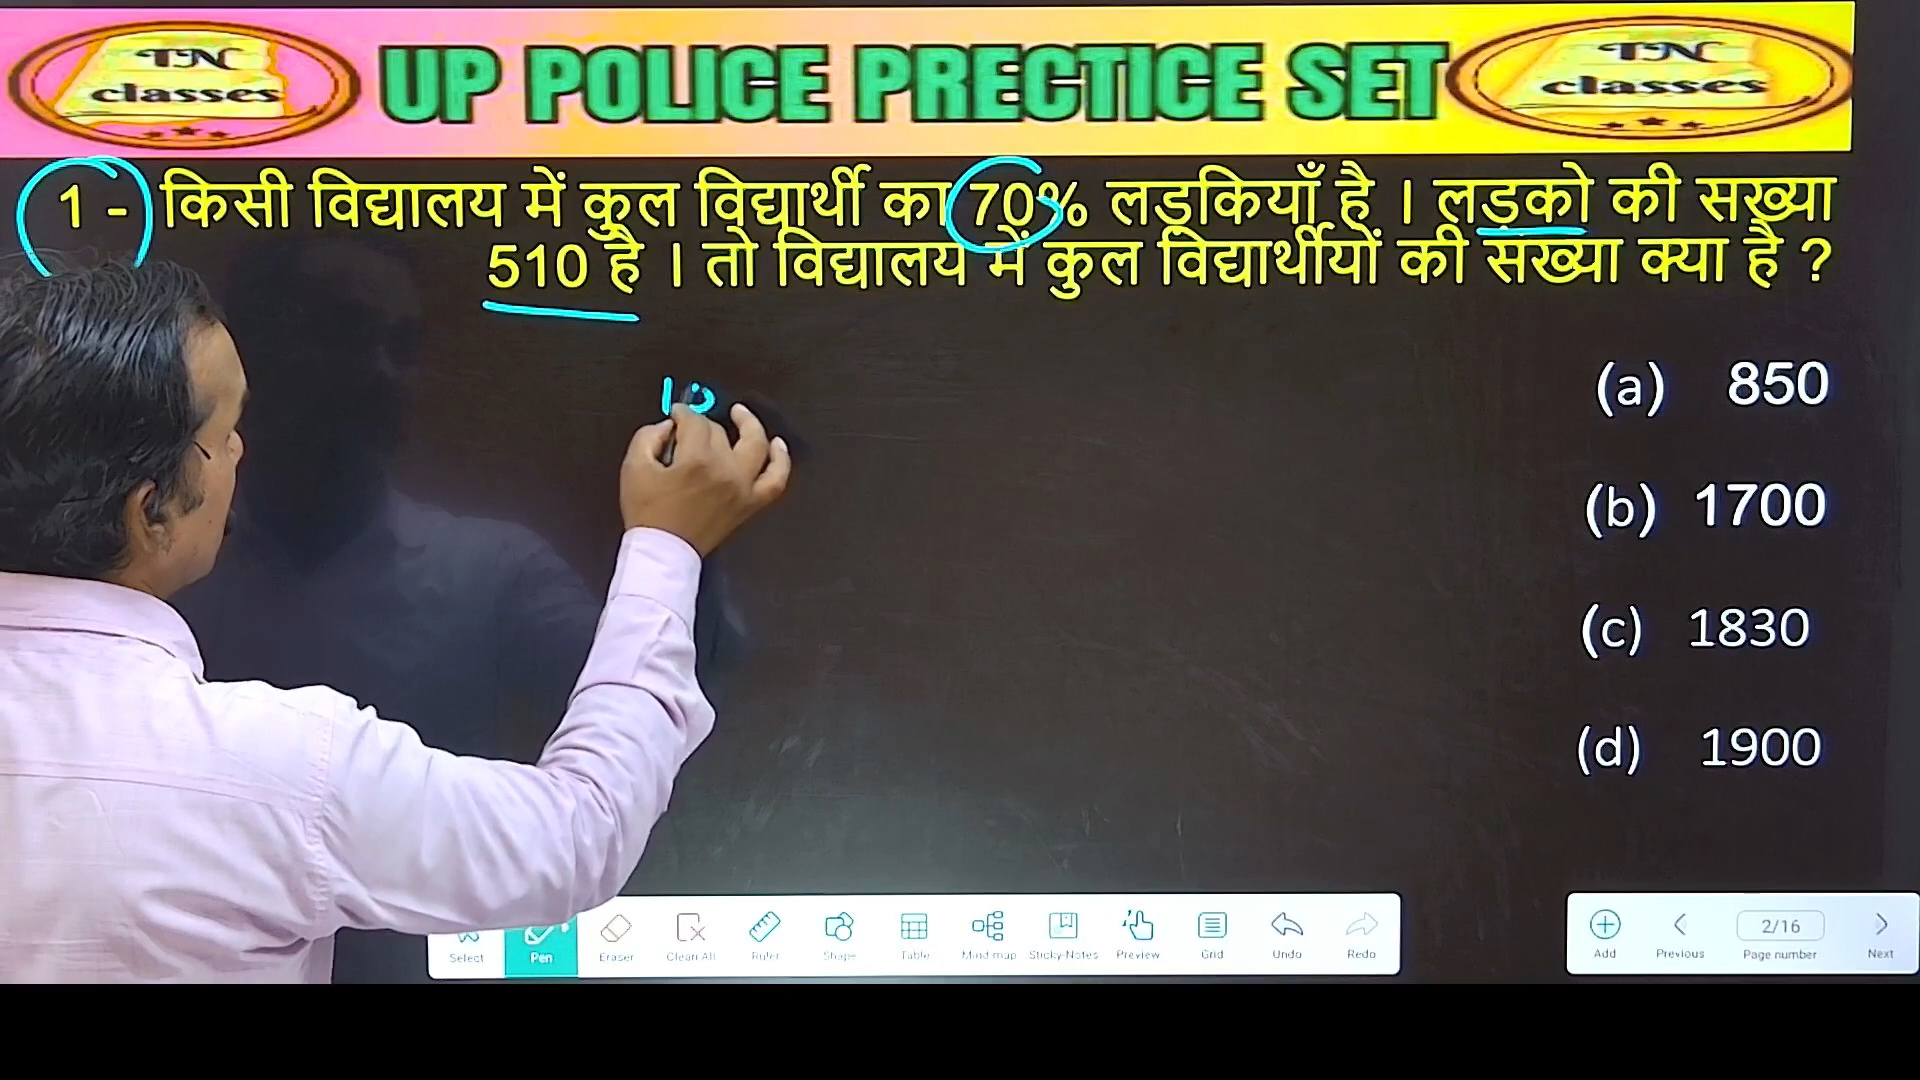 TN
classes
UP POLICE PRECTICE SET
TN
classes
1 - किसी विद्यालय में कुल विद्यार्थी का 70% लड़कियाँ है । लड़को की सख्या
510 है । तो विद्यालय में कुल विद्यार्थीयों की संख्या क्या है ?
10
(a) 850
(b) 1700
(c) 1830
(d) 1900
Select Pen Eraser Clean All Ruler Shape Table Mind map Sticky-Notes Preview Grid Undo Redo
Add Previous 2/16 Page number Next